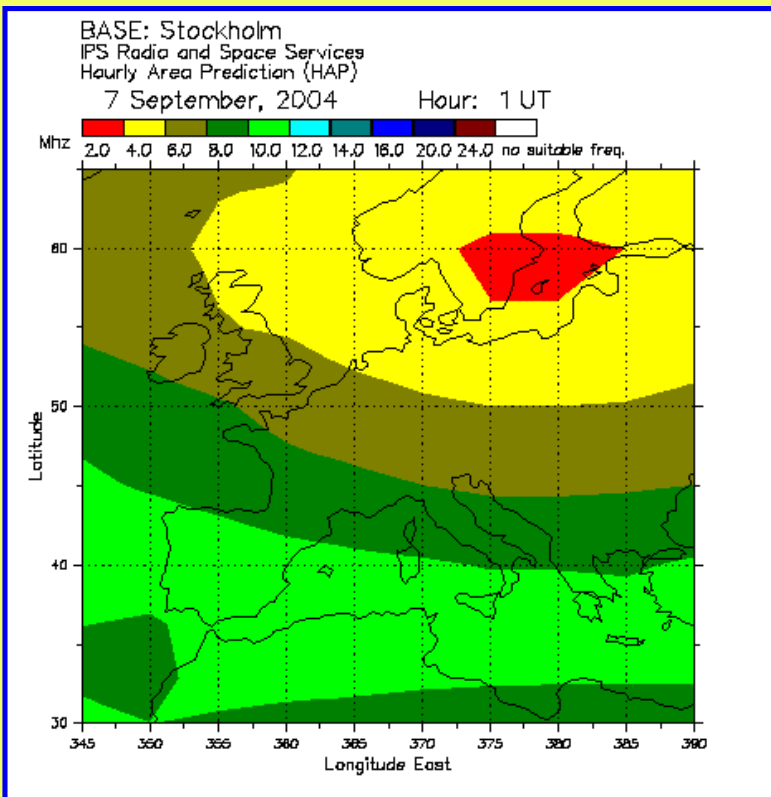 BASE: Stockholm
IPS Radio and Space Services
Hourly Area Prediction (HAP)
7 September, 2004 Hour: 1 UT
Mhz 2.0 4.0 6.0 8.0 10.0 12.0 14.0 16.0 20.0 24.0 no suitable freq.
60
50
Latitude
40
30
345 350 355 360 365 370 375 380 385 390
Longitude East